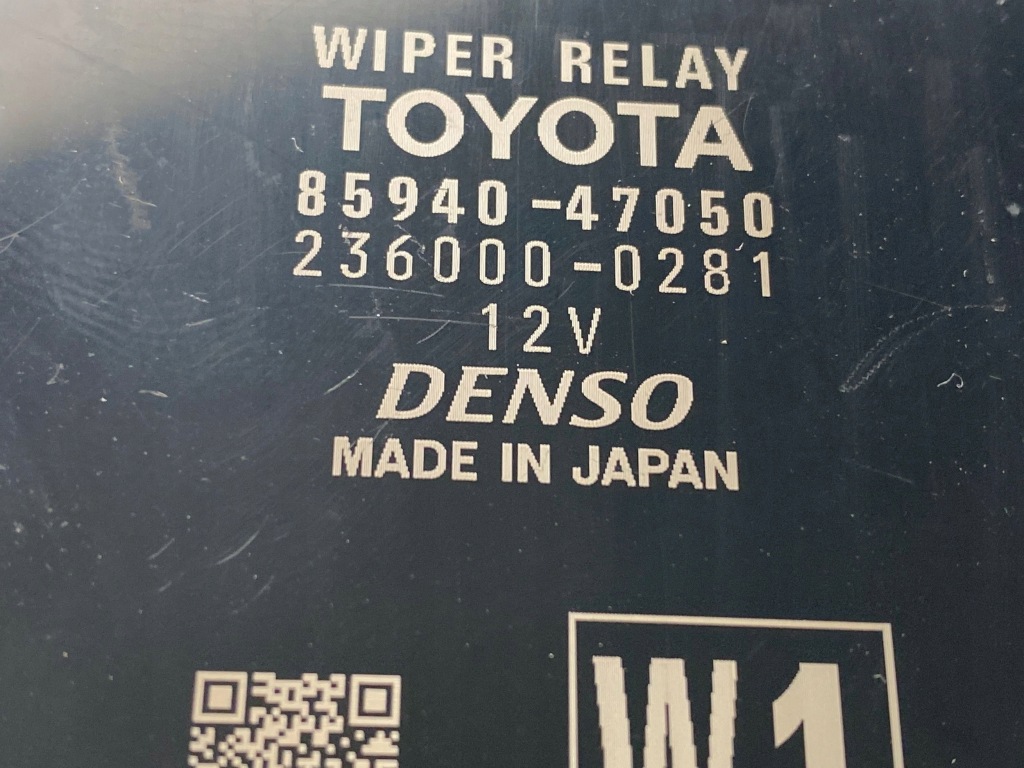 WIPER RELAY
TOYOTA
85940-47050
236000-0281
12V
DENSO
MADE IN JAPAN
W1